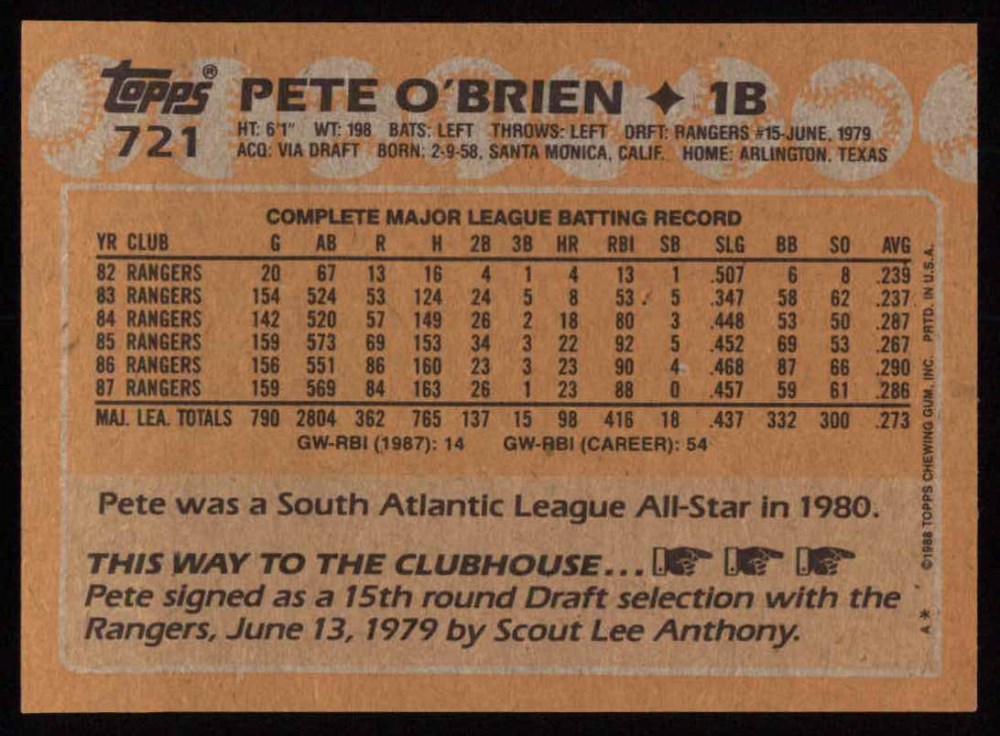 topps® PETE O'BRIEN ✦ 1B
721 HT: 6'1" WT: 198 BATS: LEFT THROWS: LEFT DRFT: RANGERS #15-JUNE, 1979
ACQ: VIA DRAFT BORN: 2-9-58, SANTA MONICA, CALIF. HOME: ARLINGTON, TEXAS
COMPLETE MAJOR LEAGUE BATTING RECORD
YR CLUB G AB R H 2B 3B HR RBI SB SLG BB SO AVG
82 RANGERS 20 67 13 16 4 1 4 13 1 .507 6 8 .239
83 RANGERS 154 524 53 124 24 5 8 53 5 .347 58 62 .237
84 RANGERS 142 520 57 149 26 2 18 80 3 .448 53 50 .287
85 RANGERS 159 573 69 153 34 3 22 92 5 .452 69 53 .267
86 RANGERS 156 551 86 160 23 3 23 90 4 .468 87 66 .290
87 RANGERS 159 569 84 163 26 1 23 88 0 .457 59 61 .286
MAJ. LEA. TOTALS 790 2804 362 765 137 15 98 416 18 .437 332 300 .273
GW-RBI (1987): 14 GW-RBI (CAREER): 54
Pete was a South Atlantic League All-Star in 1980.
THIS WAY TO THE CLUBHOUSE...
Pete signed as a 15th round Draft selection with the
Rangers, June 13, 1979 by Scout Lee Anthony.
A** ©1988 TOPPS CHEWING GUM, INC. PRTD. IN U.S.A.